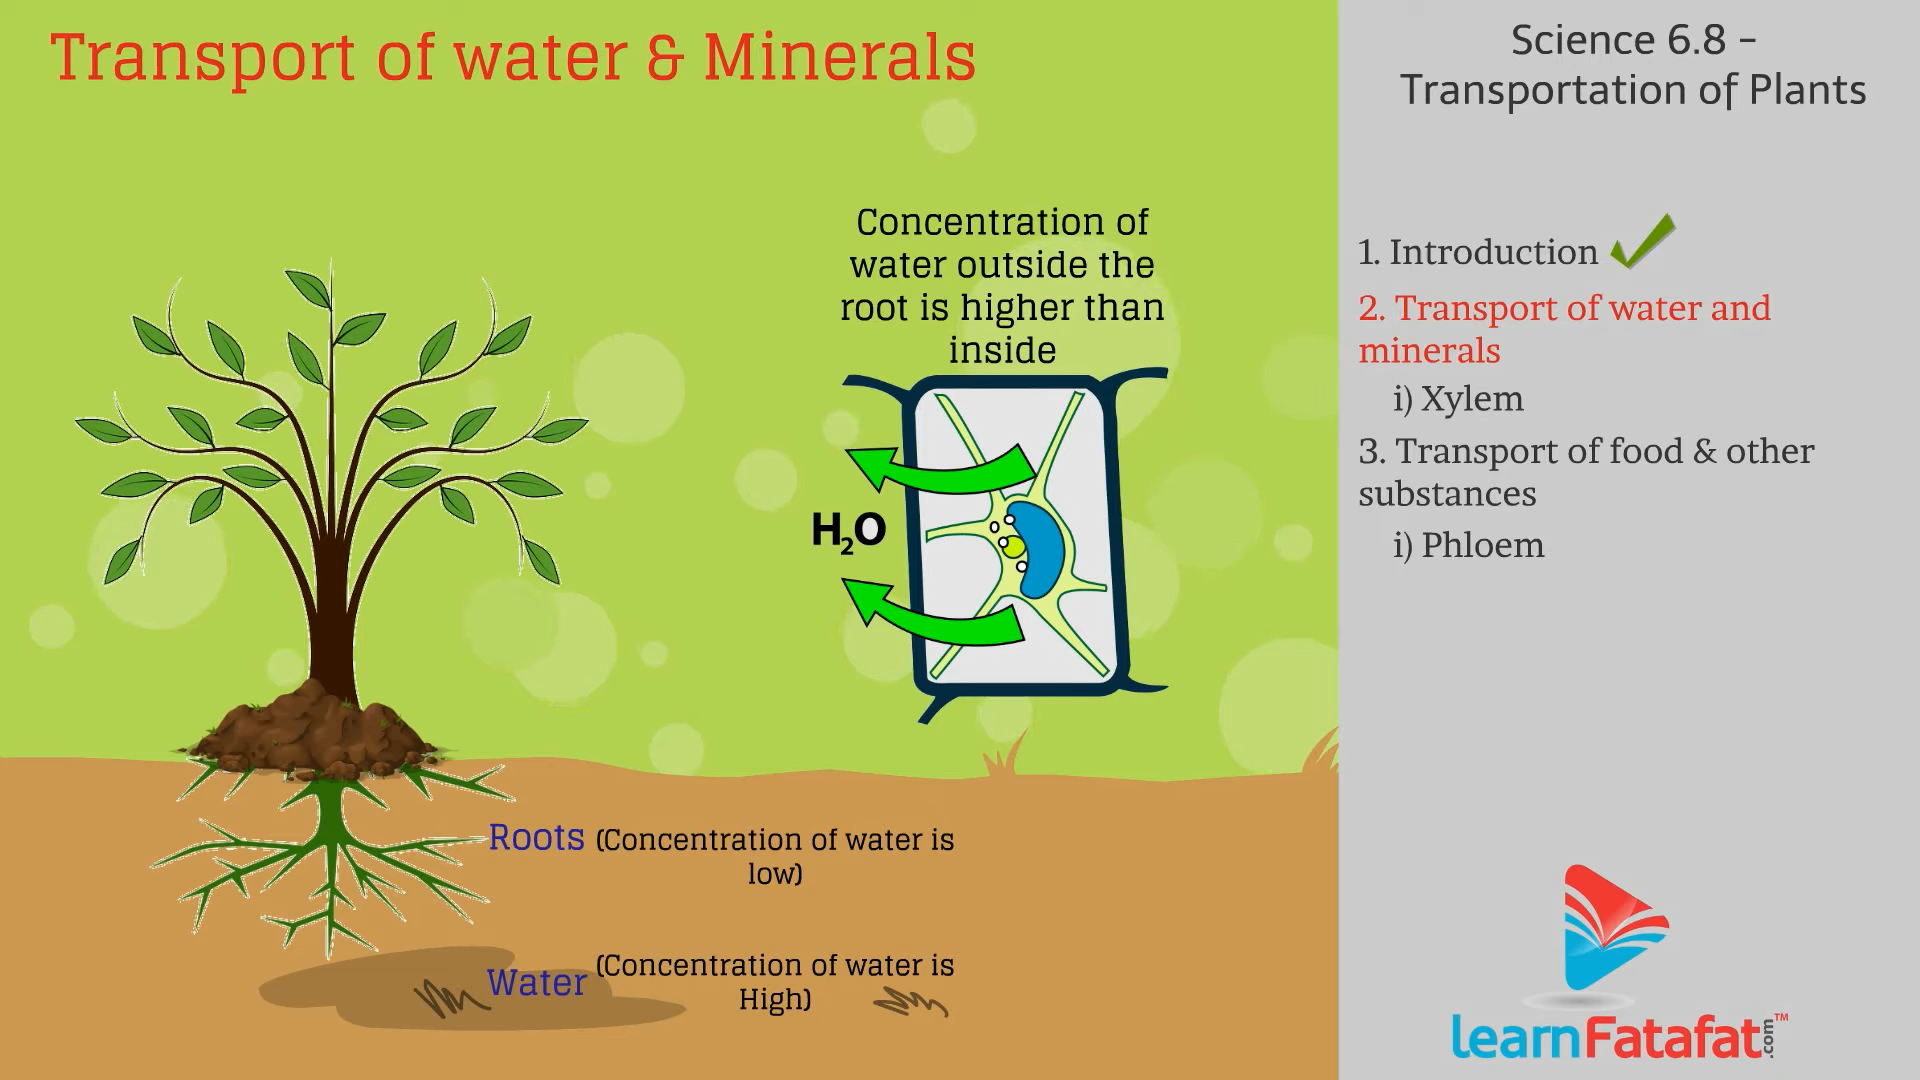 Transport of water & Minerals
Concentration of
water outside the
root is higher than
inside
H₂O
Roots (Concentration of water is
low)
Water (Concentration of water is
High)
Science 6.8 –
Transportation of Plants
1. Introduction
2. Transport of water and
minerals
i) Xylem
3. Transport of food & other
substances
i) Phloem
learnFatafat.com™